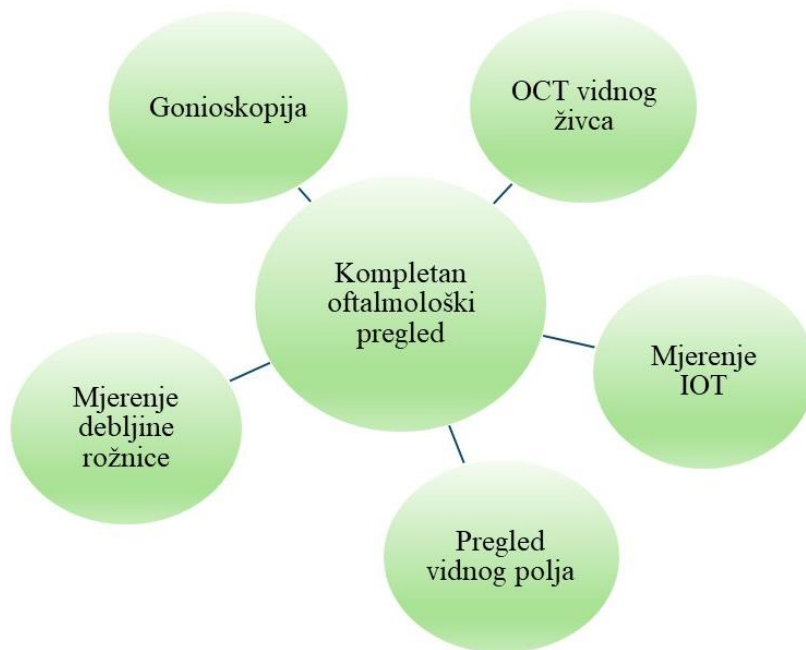 Gonioskopija
OCT vidnog
živca
Kompletan
oftalmološki
pregled
Mjerenje
IOT
Mjerenje
debljine
rožnice
Pregled
vidnog polja